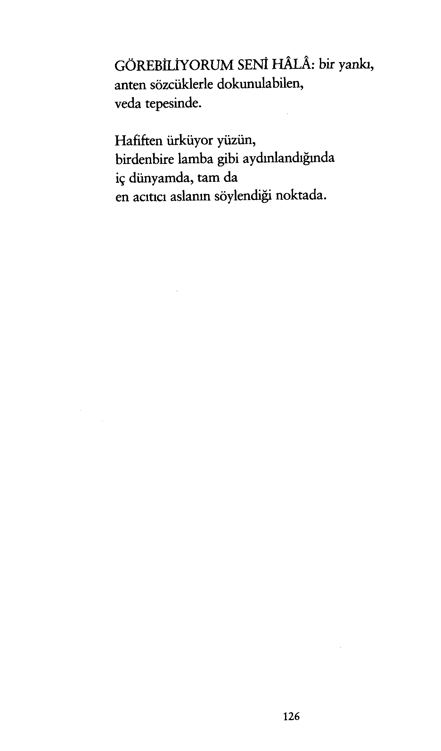 GÖREBİLİYORUM SENİ HÂLÂ: bir yankı,
anten sözcüklerle dokunulabilen,
veda tepesinde.
Hafiften ürküyor yüzün,
birdenbire lamba gibi aydınlandığında
iç dünyamda, tam da
en acıtıcı aslanın söylendiği noktada.
126